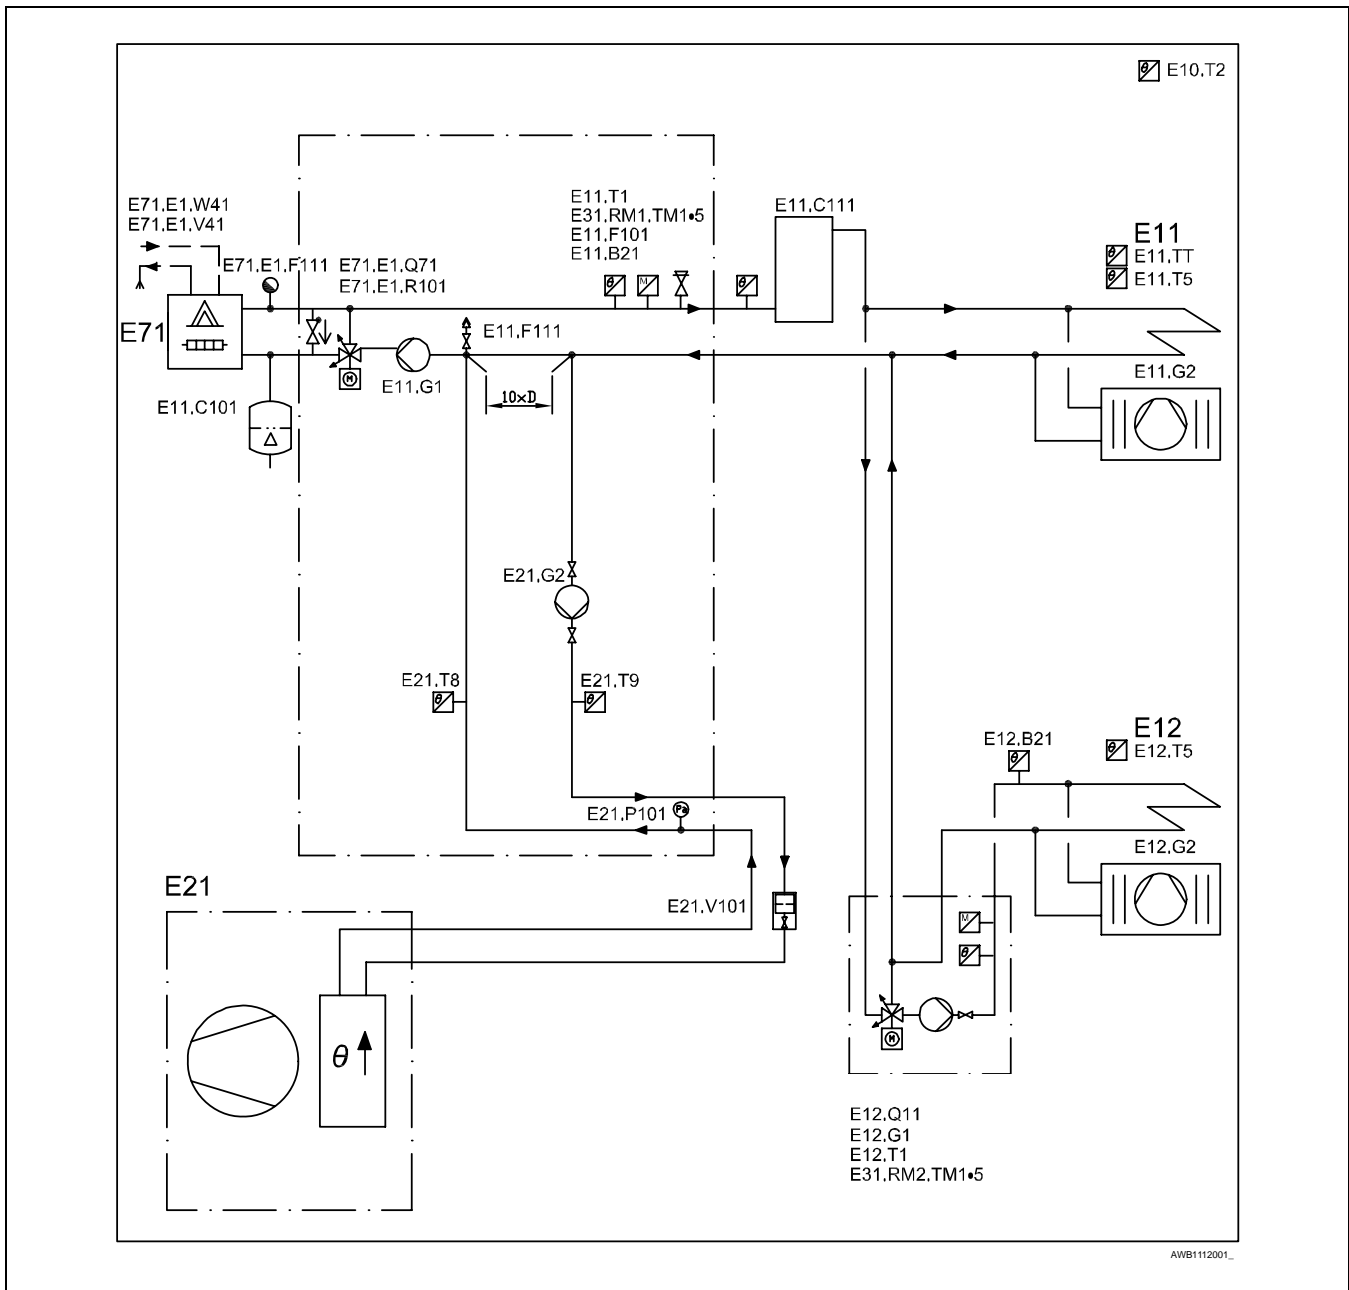 E10.T2
E71.E1.W41
E71.E1.V41
E71.E1.F111
E71.E1.Q71
E71.E1.R101
E11.T1
E31.RM1.TM1•5
E11.F101
E11.B21
E11.C111
E11
E11.TT
E11.T5
θ
M
θ
E71
E11.F111
M
E11.G1
10×D
E11.C101
E11.G2
E21.G2
E21.T8
E21.T9
θ
θ
E12
E12.T5
E12.B21
θ
E21.P101
Pa
E12.G2
E21
E21.V101
M
θ
θ
M
E12.Q11
E12.G1
E12.T1
E31.RM2.TM1•5
AWB1112001_